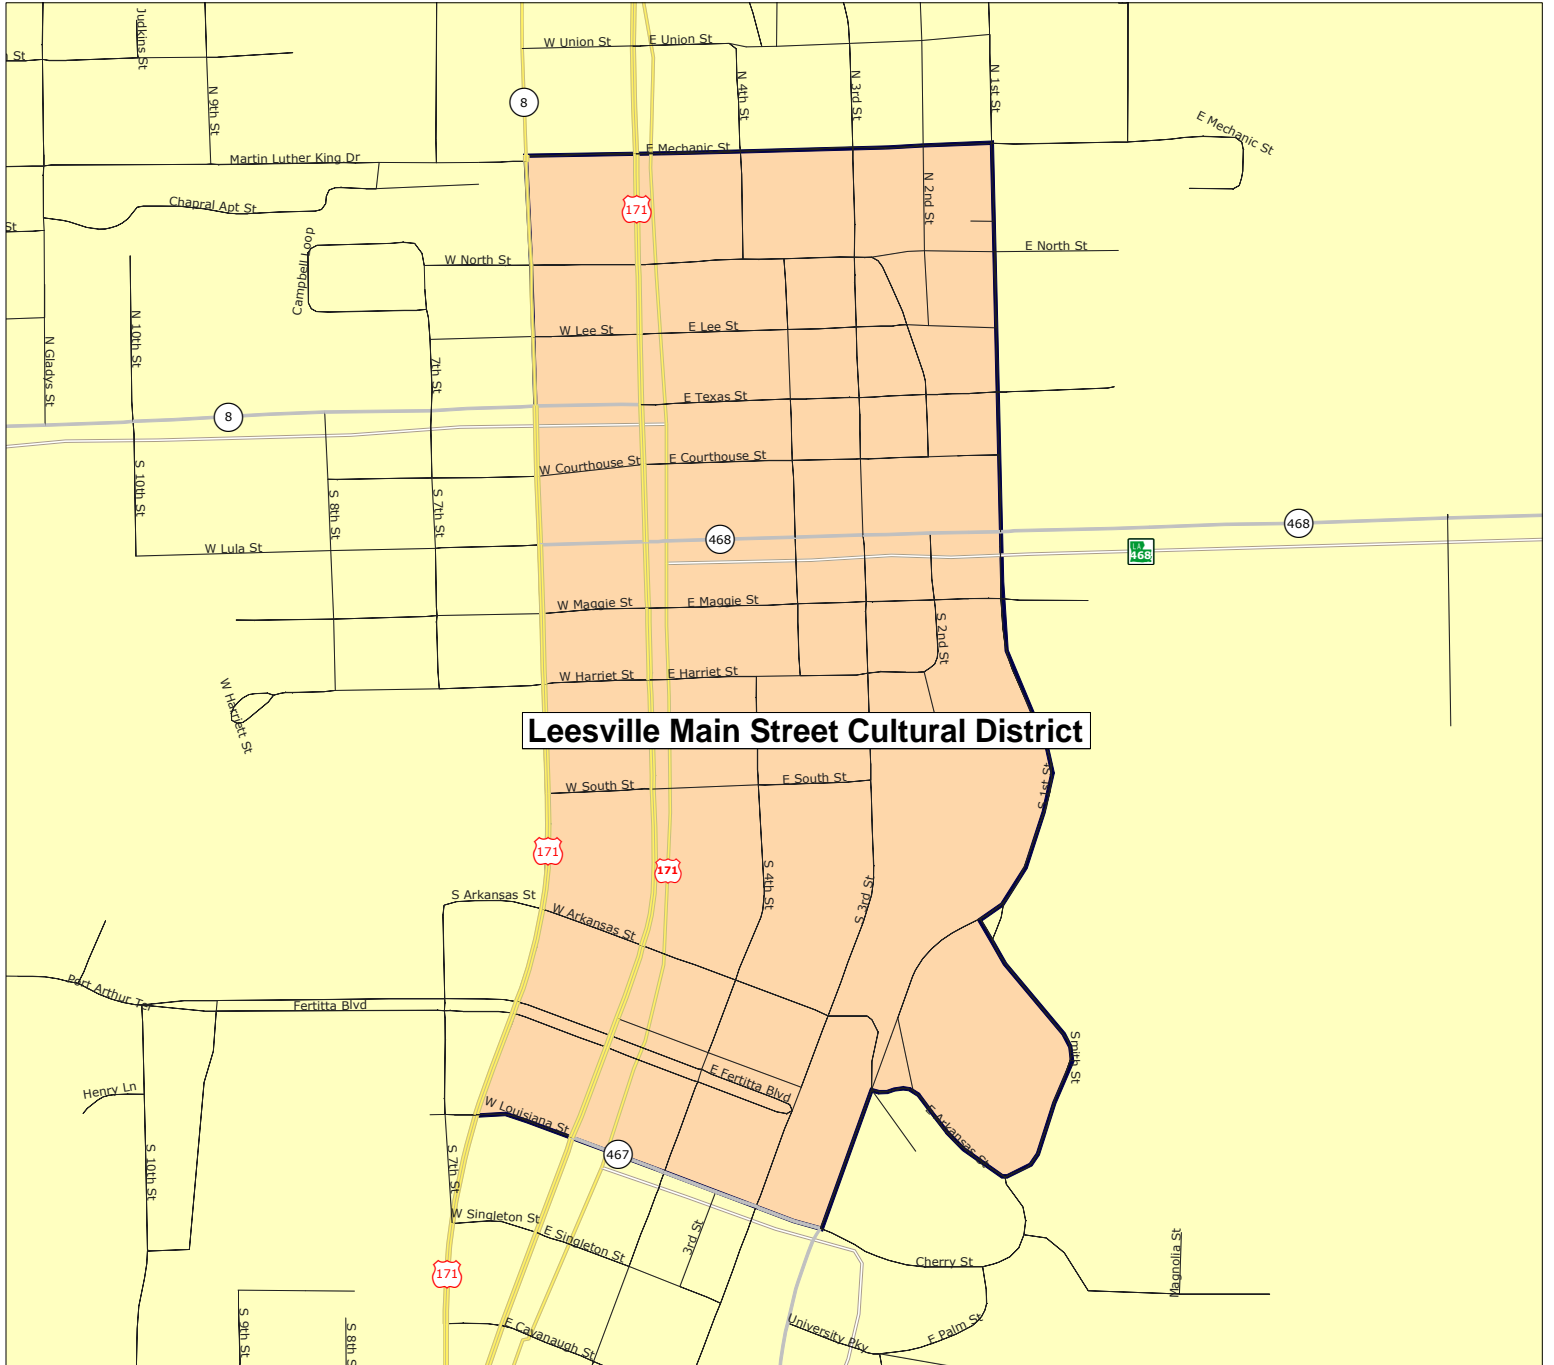 Judkins St
W Union St
E Union St
St
N 9th St
N 4th St
N 3rd St
N 1st St
8
E Mechanic St
E Mechanic St
Martin Luther King Dr
N 2nd St
Chapral Apt St
171
St
Campbell Loop
E North St
W North St
N 10th St
W Lee St
E Lee St
N Gladys St
7th St
E Texas St
8
W Courthouse St
E Courthouse St
S 10th St
S 8th St
S 7th St
468
468
W Lula St
LA
468
W Maggie St
E Maggie St
S 2nd St
W Harriet St
E Harriet St
W Harriett St
Leesville Main Street Cultural District
W South St
E South St
S 1st St
171
171
S 4th St
S 3rd St
S Arkansas St
W Arkansas St
Port Arthur Ter
Fertitta Blvd
Smith St
E Fertitta Blvd
Henry Ln
W Louisiana St
E Arkansas St
S 10th St
S 7th St
467
W Singleton St
E Singleton St
3rd St
Cherry St
Magnolia St
171
S 9th St
S 8th S
E Cavanaugh St
University Pky
E Palm St